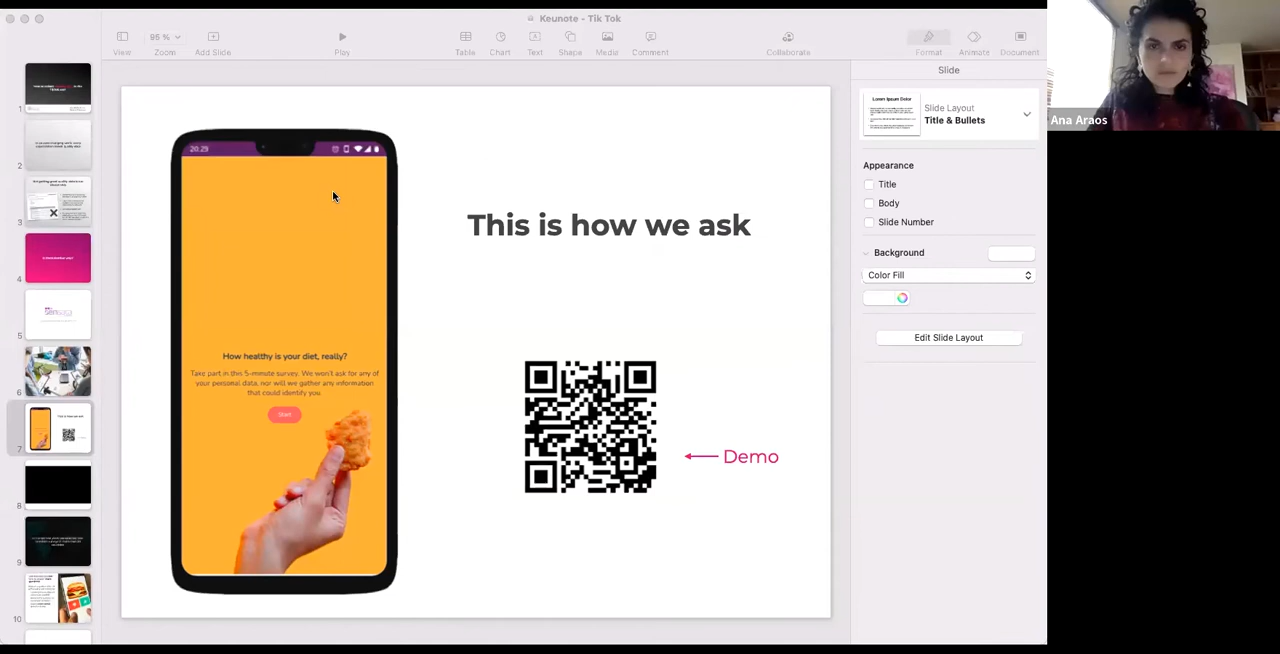 Keunote - Tik Tok
View
95 %
Zoom
Add Slide
Play
Table
Chart
Text
Shape
Media
Comment
Collaborate
Format
Animate
Document
Slide
Lorem Ipsum Dolor
Slide Layout
Title & Bullets
Appearance
Title
Body
Slide Number
Background
Color Fill
Edit Slide Layout
Ana Araos
1
2
3
4
5
6
7
8
9
10
20.29
How healthy is your diet, really?
Take part in this 5-minute survey. We won't ask for any of
your personal data, nor will we gather any information
that could identify you.
Start
This is how we ask
Demo